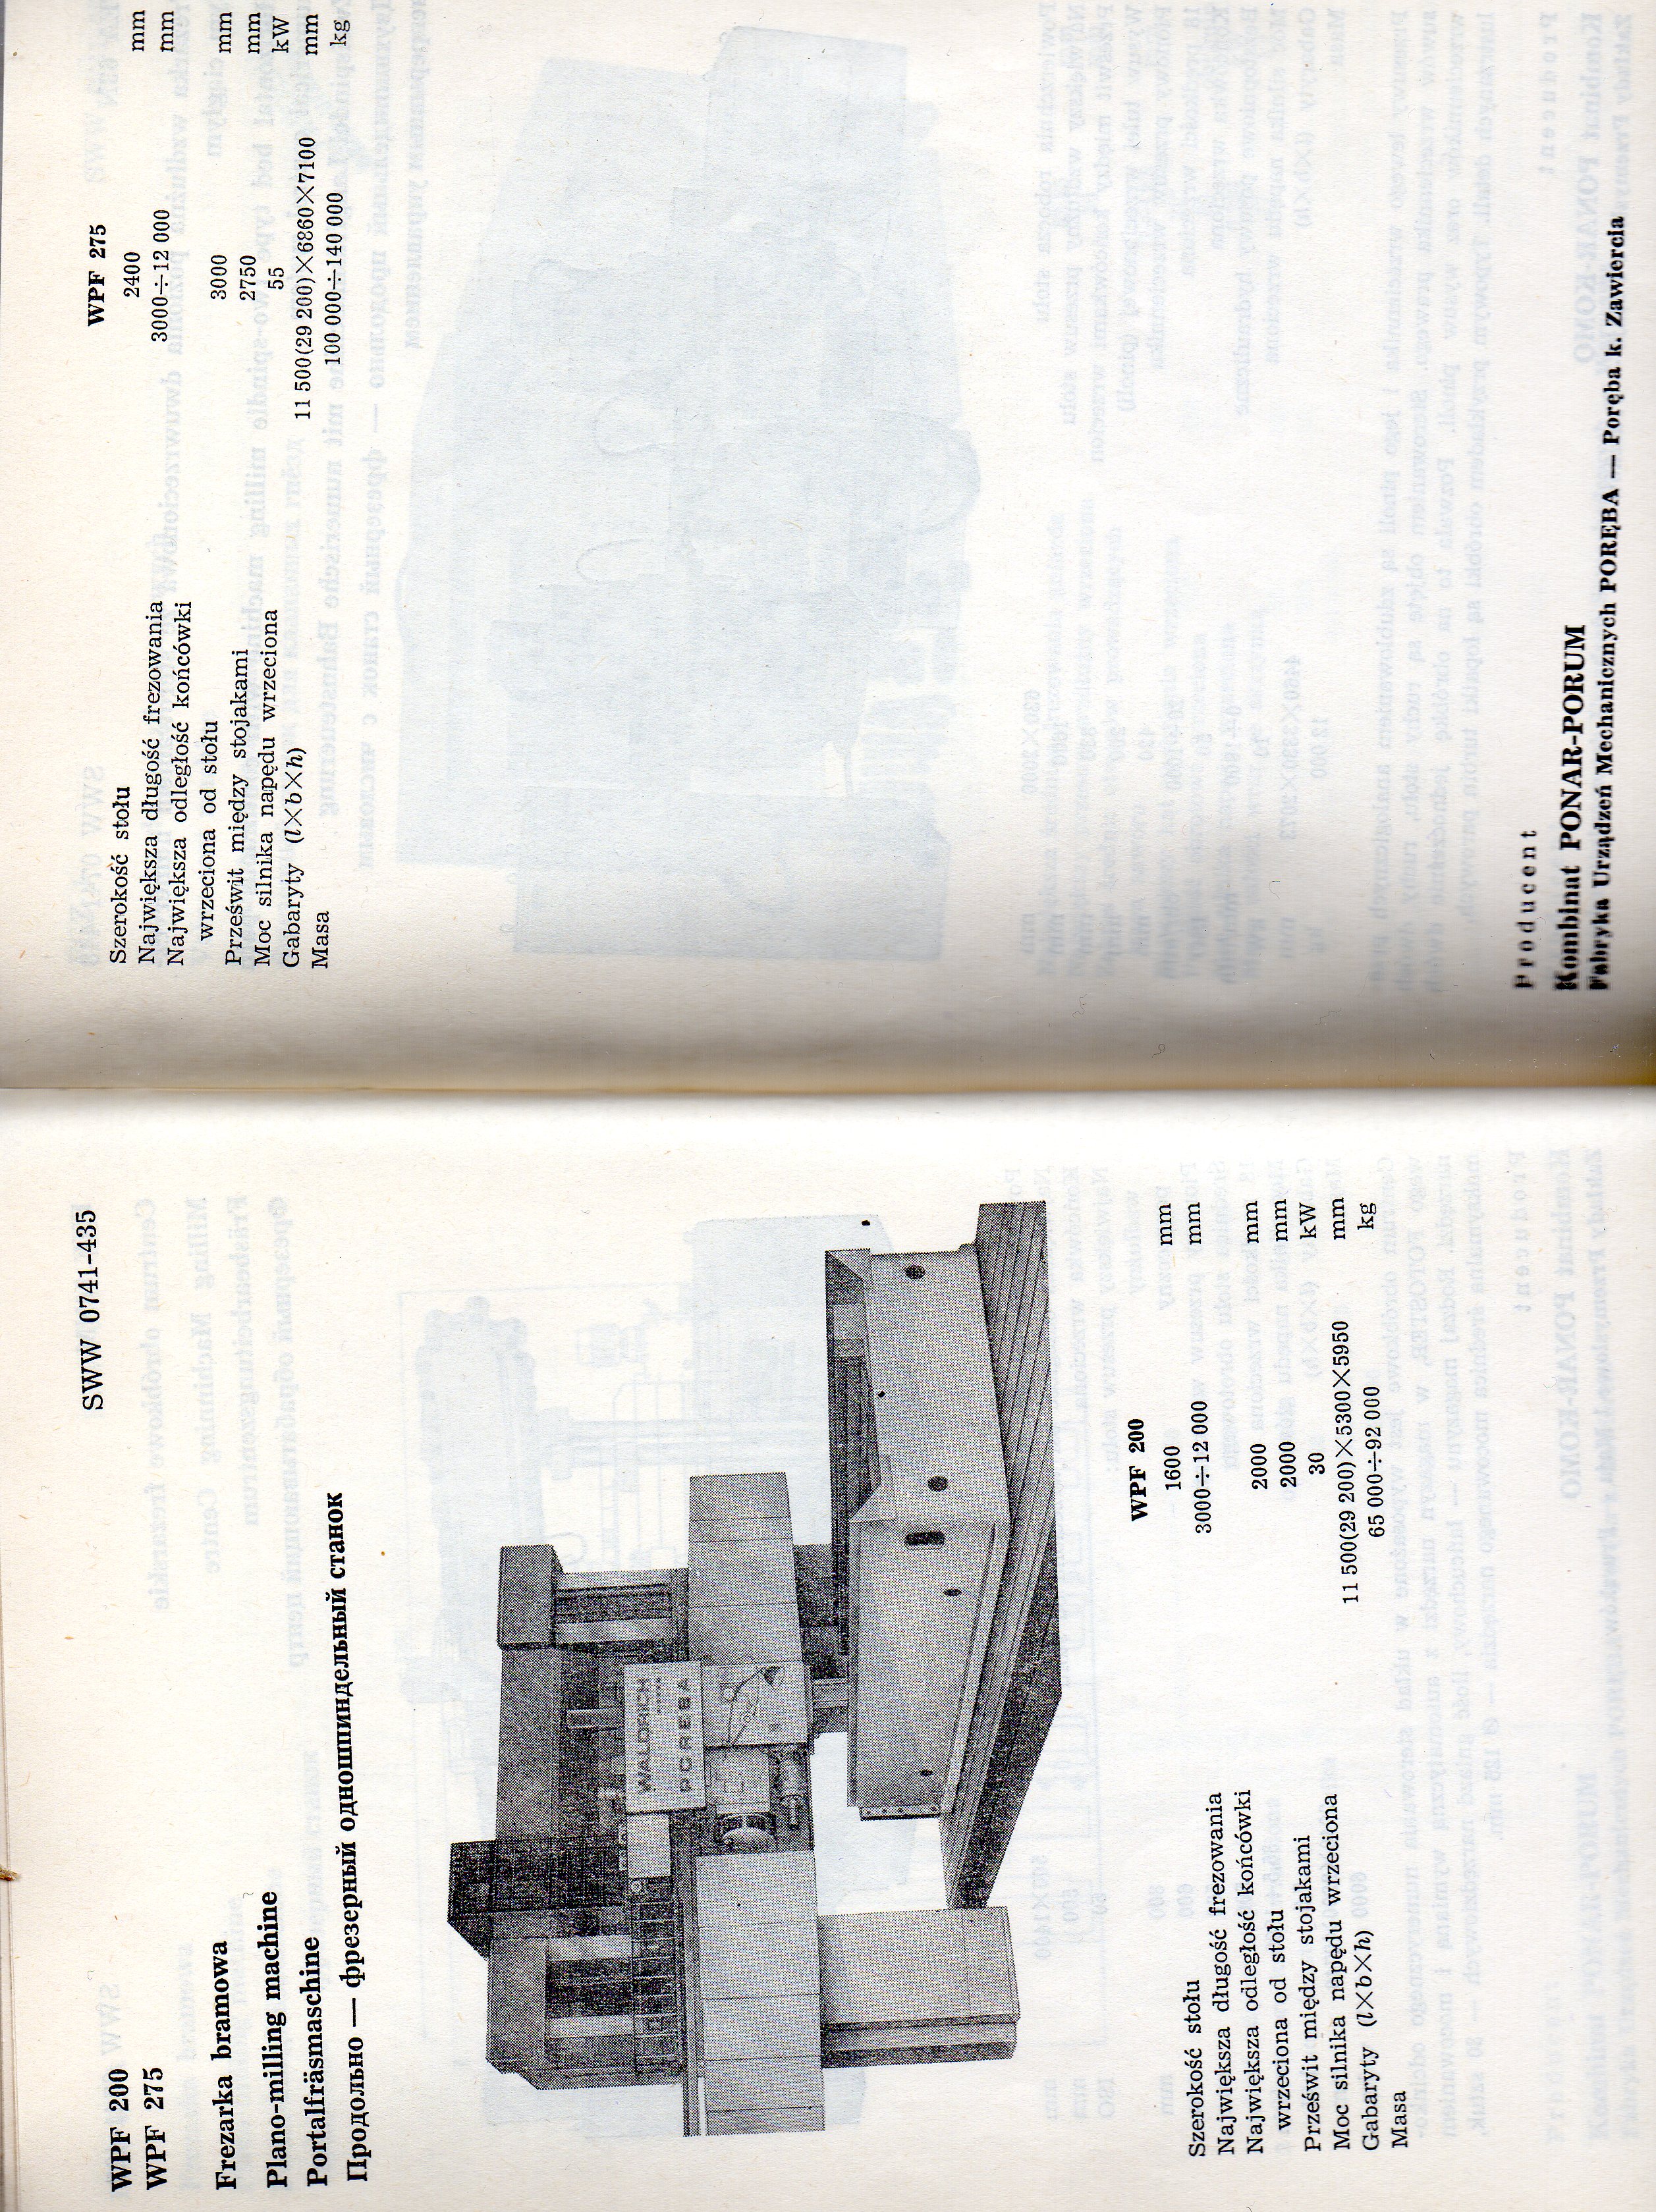 SWW 0741-435
WPF 200
WPF 275
Frezarka bramowa
Plano-milling machine
Portalfräsmaschine
Продольно — фрезерный одношпиндельный станок
WALDRICH
POREBA
WPF 200
Szerokość stołu 1600 mm
Największa długość frezowania 3000÷12 000 mm
Największa odległość końcówki
wrzeciona od stołu 2000 mm
Prześwit między stojakami 2000 mm
Moc silnika napędu wrzeciona 30 kW
Gabaryty (l×b×h) 11 500(29 200)×5300×5950 mm
Masa 65 000÷92 000 kg
WPF 275
Szerokość stołu 2400 mm
Największa długość frezowania 3000÷12 000 mm
Największa odległość końcówki
wrzeciona od stołu 3000 mm
Prześwit między stojakami 2750 mm
Moc silnika napędu wrzeciona 55 kW
Gabaryty (l×b×h) 11 500(29 200)×6860×7100 mm
Masa 100 000÷140 000 kg
Producent
Kombinat PONAR-PORUM
Fabryka Urządzeń Mechanicznych PORĘBA — Poręba k. Zawiercia